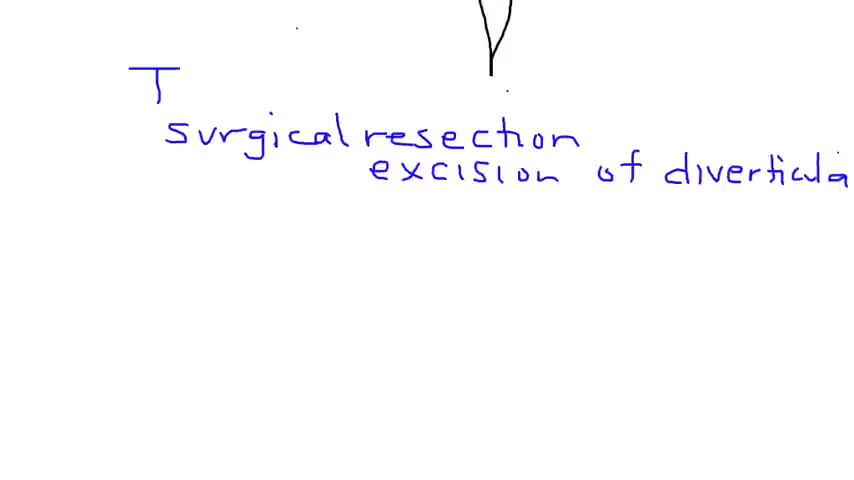 T
surgical resection
excision of diverticula